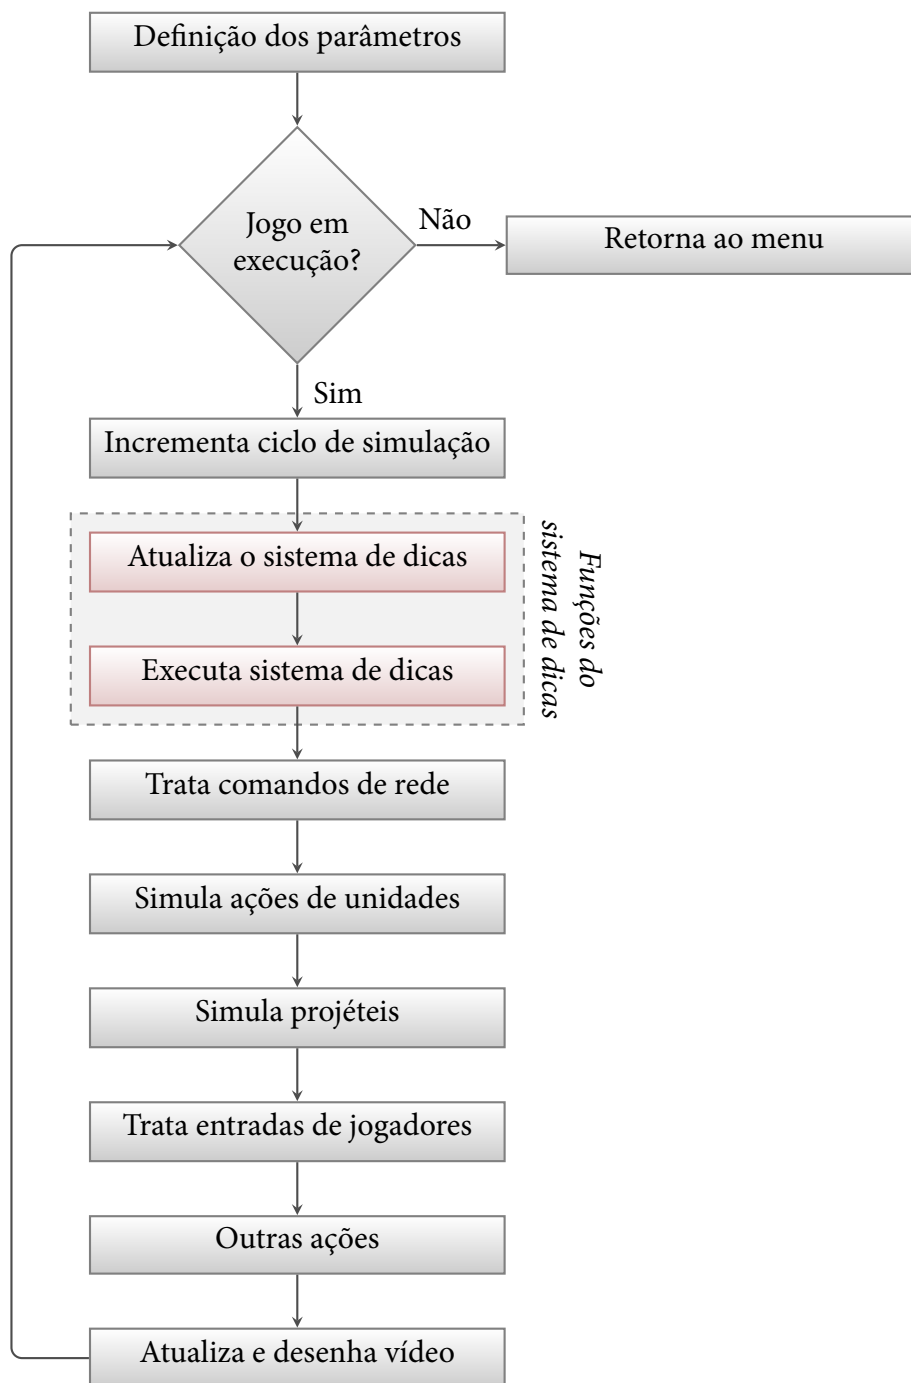 Definição dos parâmetros
Jogo em
execução?
Não
Retorna ao menu
Sim
Incrementa ciclo de simulação
Atualiza o sistema de dicas
Executa sistema de dicas
Funções do
sistema de dicas
Trata comandos de rede
Simula ações de unidades
Simula projéteis
Trata entradas de jogadores
Outras ações
Atualiza e desenha vídeo